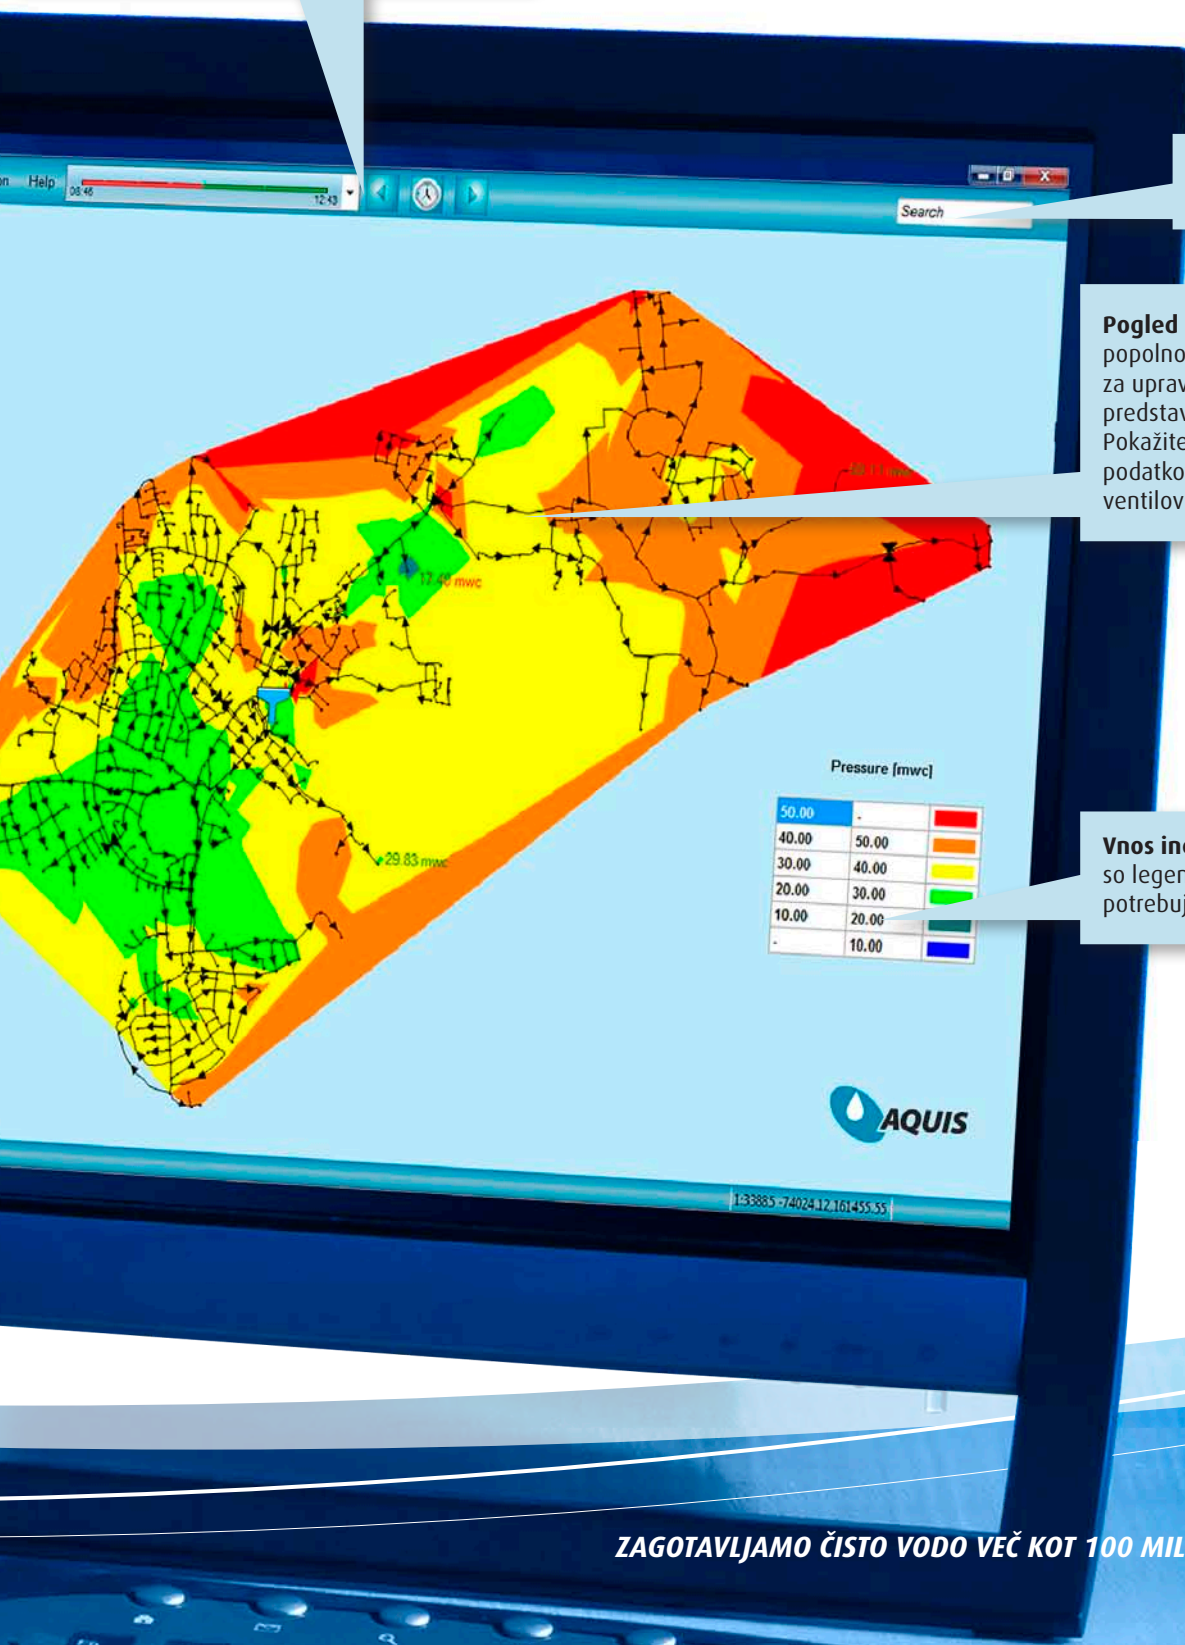 on Help
08:46
12:43
Search
Pogled
popolno
za uprav
predstav
Pokažite
podatko
ventilov
17.46 mwc
29.83 mwc
Pressure [mwc]
50.00 -
40.00 50.00
30.00 40.00
20.00 30.00
10.00 20.00
- 10.00
Vnos in
so legen
potrebuj
AQUIS
1:33885 -74024.12,161455.55
ZAGOTAVLJAMO ČISTO VODO VEČ KOT 100 MIL